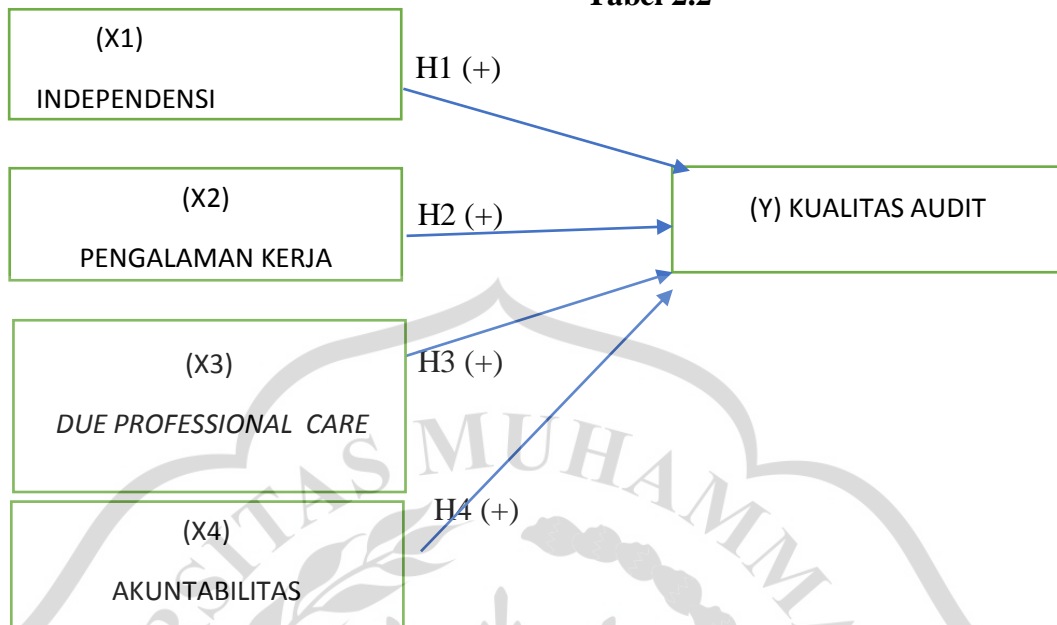 Tabel 2.2
(X1)
INDEPENDENSI
H1 (+)
(X2)
PENGALAMAN KERJA
H2 (+)
(Y) KUALITAS AUDIT
(X3)
DUE PROFESSIONAL CARE
H3 (+)
(X4)
AKUNTABILITAS
H4 (+)